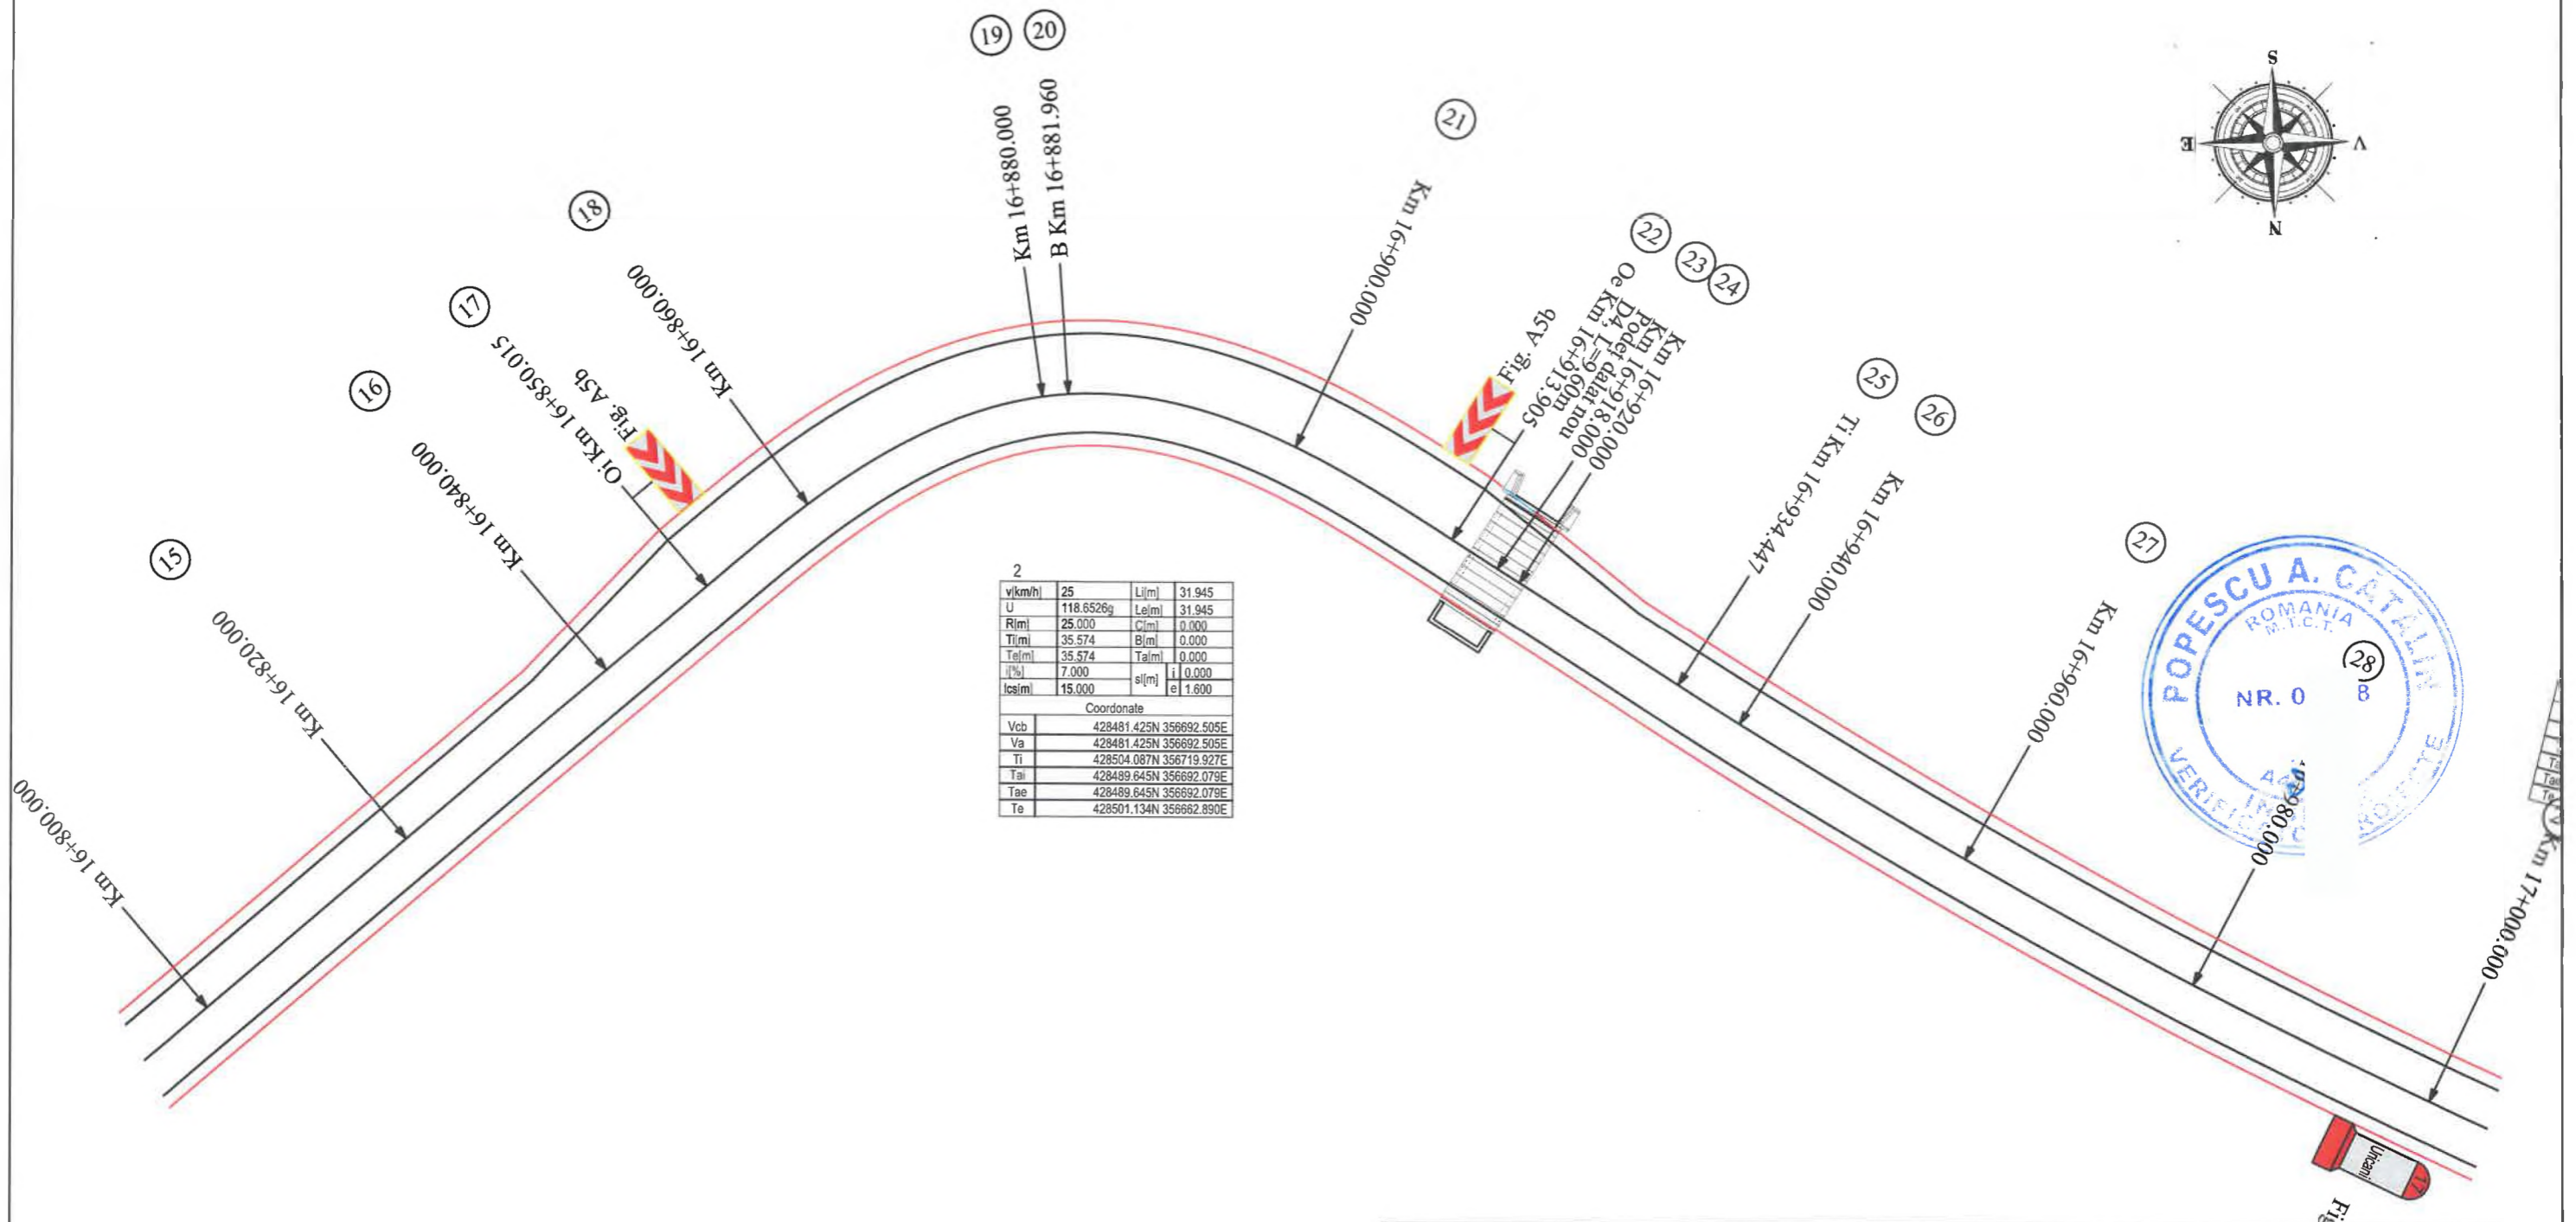 19 20
S
E V
N
21
Km 16+880.000
B Km 16+881.960
18
Km 16+860.000
17
Oi Km 16+850.015
Fig. A5b
16
Km 16+840.000
15
Km 16+820.000
Km 16+800.000
Km 16+900.000
22 23 24
Fig. A5b
Oe Km 16+913.905
D4, L=9.60m
Podet dalat nou
Km 16+918.000
Km 16+920.000
25
Ti Km 16+934.447
26
Km 16+940.000
27
Km 16+960.000
28
+980.000
Km 17+000.000
2
v[km/h] 25 Li[m] 31.945
U 118.6526g Le[m] 31.945
R[m] 25.000 C[m] 0.000
Ti[m] 35.574 B[m] 0.000
Te[m] 35.574 Ta[m] 0.000
i[%] 7.000 sl[m] i 0.000
lcs[m] 15.000 e 1.600
Coordonate
Vcb 428481.425N 356692.505E
Va 428481.425N 356692.505E
Ti 428504.087N 356719.927E
Tai 428489.645N 356692.079E
Tae 428489.645N 356692.079E
Te 428501.134N 356662.890E
POPESCU A. CĂTĂLIN
ROMANIA
M.T.C.T.
NR. 0 8
Uricani
17
Fig